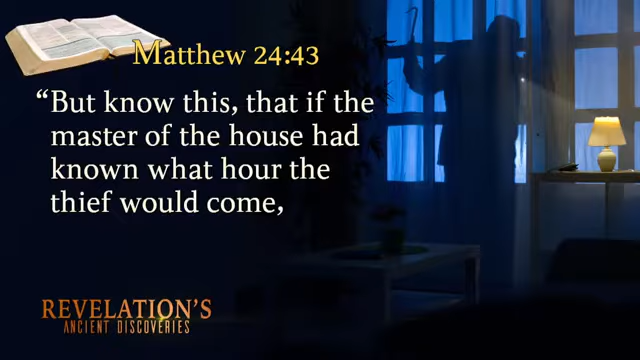 Matthew 24:43
“But know this, that if the
master of the house had
known what hour the
thief would come,
REVELATION'S
ANCIENT DISCOVERIES